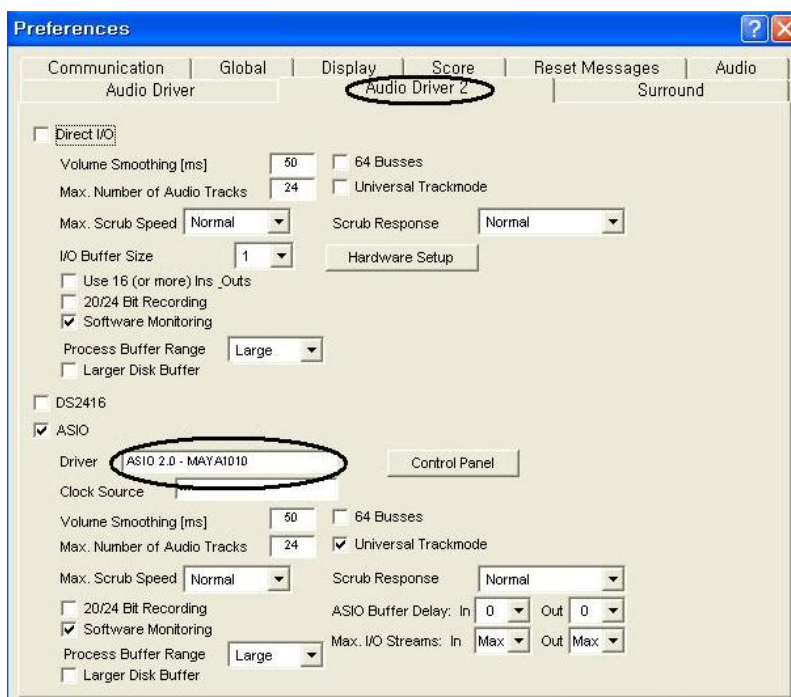 Preferences
Communication Global Display Score Reset Messages Audio
Audio Driver Audio Driver 2 Surround
Direct I/O
Volume Smoothing [ms] 50 64 Busses
Max. Number of Audio Tracks 24 Universal Trackmode
Max. Scrub Speed Normal Scrub Response Normal
I/O Buffer Size 1 Hardware Setup
Use 16 (or more) Ins_Outs
20/24 Bit Recording
Software Monitoring
Process Buffer Range Large
Larger Disk Buffer
DS2416
ASIO
Driver ASIO 2.0 - MAYA1010 Control Panel
Clock Source
Volume Smoothing [ms] 50 64 Busses
Max. Number of Audio Tracks 24 Universal Trackmode
Max. Scrub Speed Normal Scrub Response Normal
20/24 Bit Recording ASIO Buffer Delay: In 0 Out 0
Software Monitoring Max. I/O Streams: In Max Out Max
Process Buffer Range Large
Larger Disk Buffer